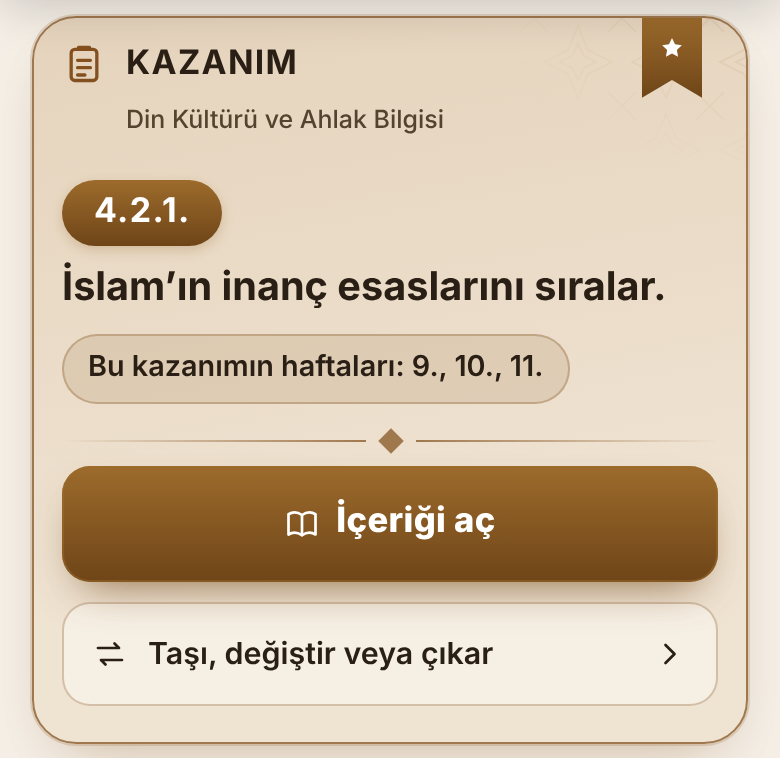 KAZANIM
Din Kültürü ve Ahlak Bilgisi
4.2.1.
İslam’ın inanç esaslarını sıralar.
Bu kazanımın haftaları: 9., 10., 11.
İçeriği aç
Taşı, değiştir veya çıkar